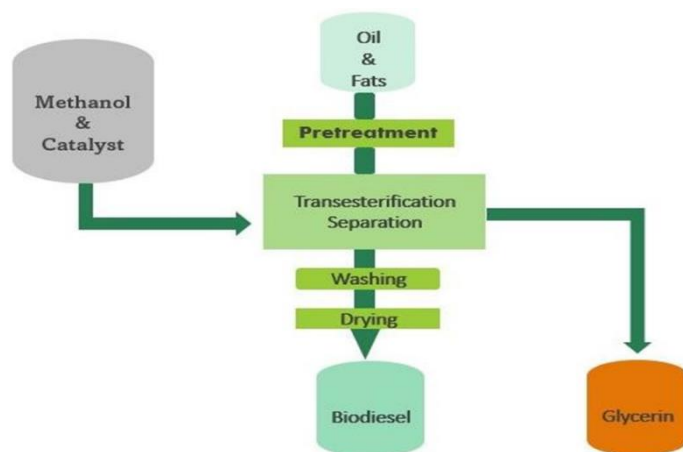 Oil
&
Fats
Methanol
&
Catalyst
Pretreatment
Transesterification
Separation
Washing
Drying
Biodiesel
Glycerin